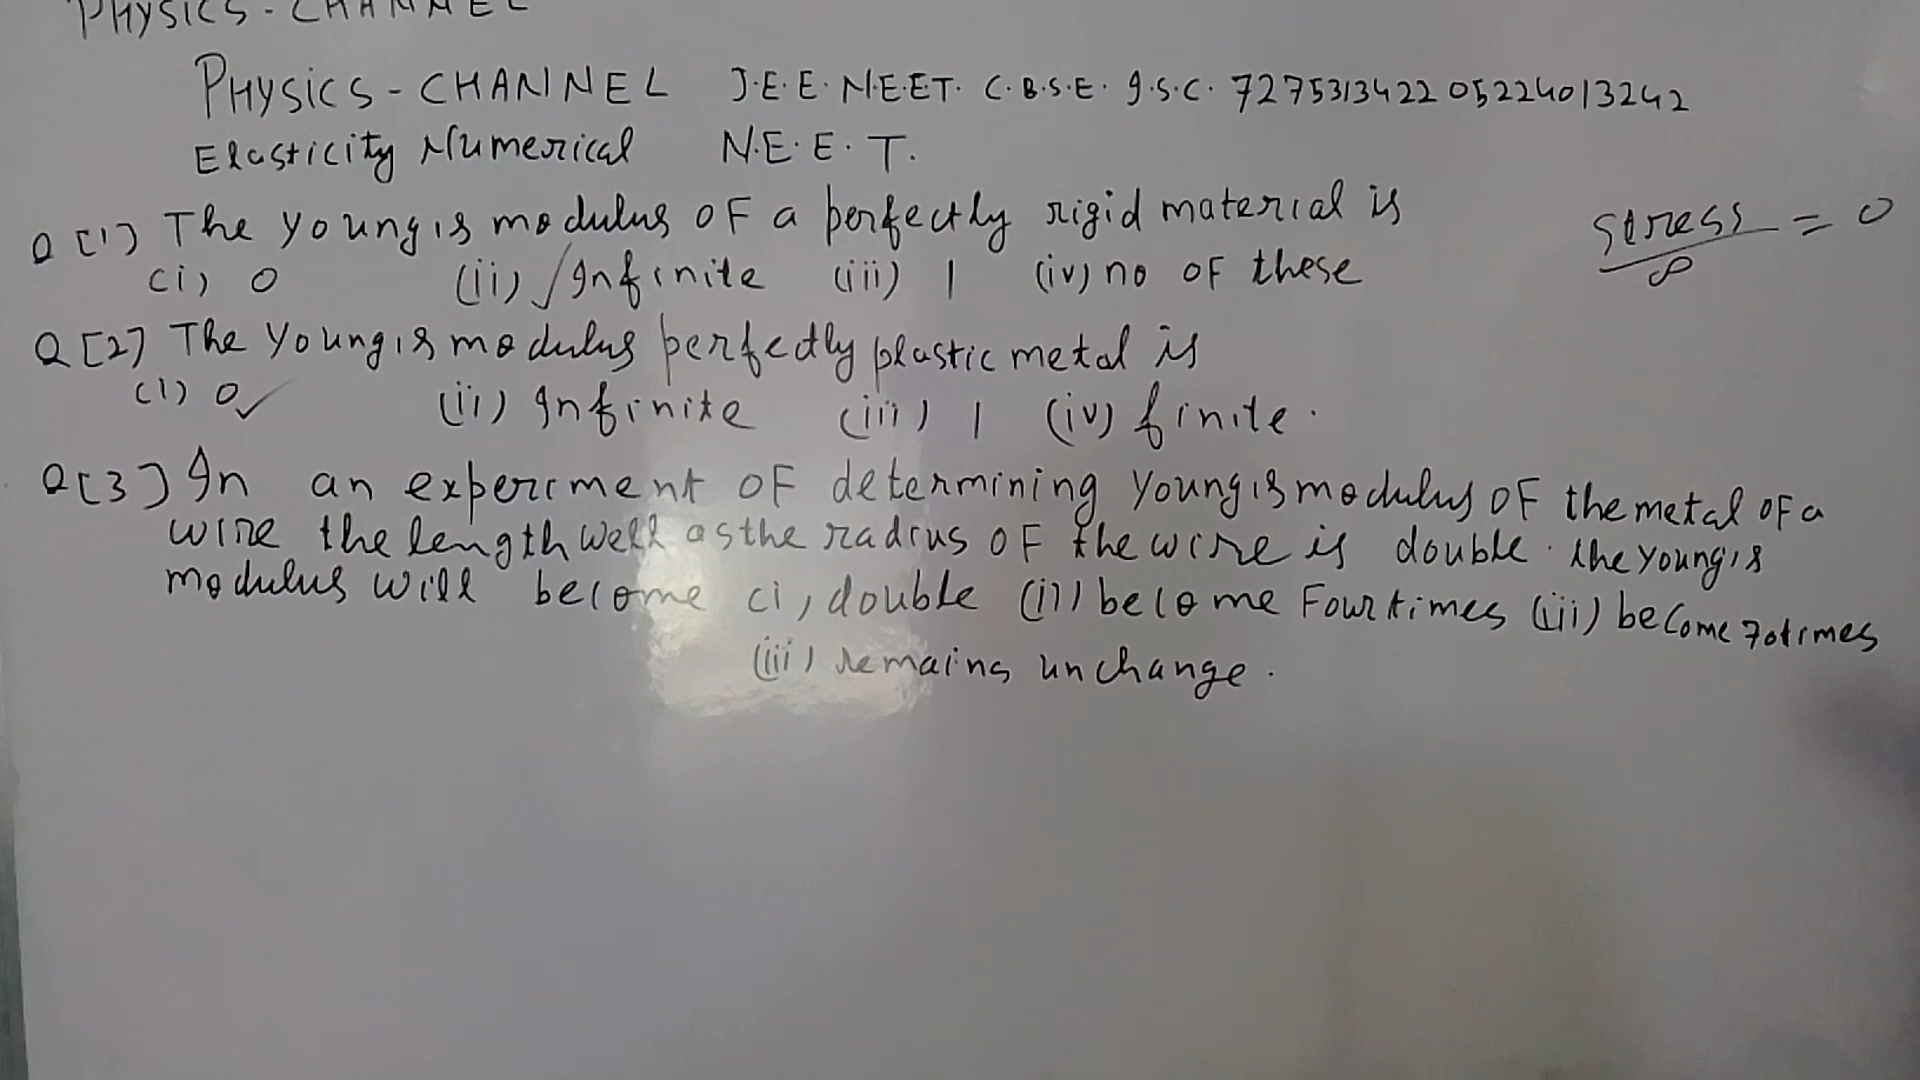 PHYSICS-CHANNEL
PHYSICS-CHANNEL J.E.E. N.E.E.T. C.B.S.E. I.S.C. 7275313422 05224013242
Elasticity Numerical N.E.E.T.
Q[1] The young's modulus of a perfectly rigid material is
(i) 0 (ii) ✓Infinite (iii) 1 (iv) no of these
stress/∞ = 0
Q[2] The Young's modulus perfectly plastic metal is
(1) 0✓ (ii) Infinite (iii) 1 (iv) finite.
Q[3] In an experiment of determining young's modulus of the metal of a
wire the length well as the radius of the wire is double. the young's
modulus will become (i) double (ii) become Four times (iii) become 70times
(iii) remains unchange.